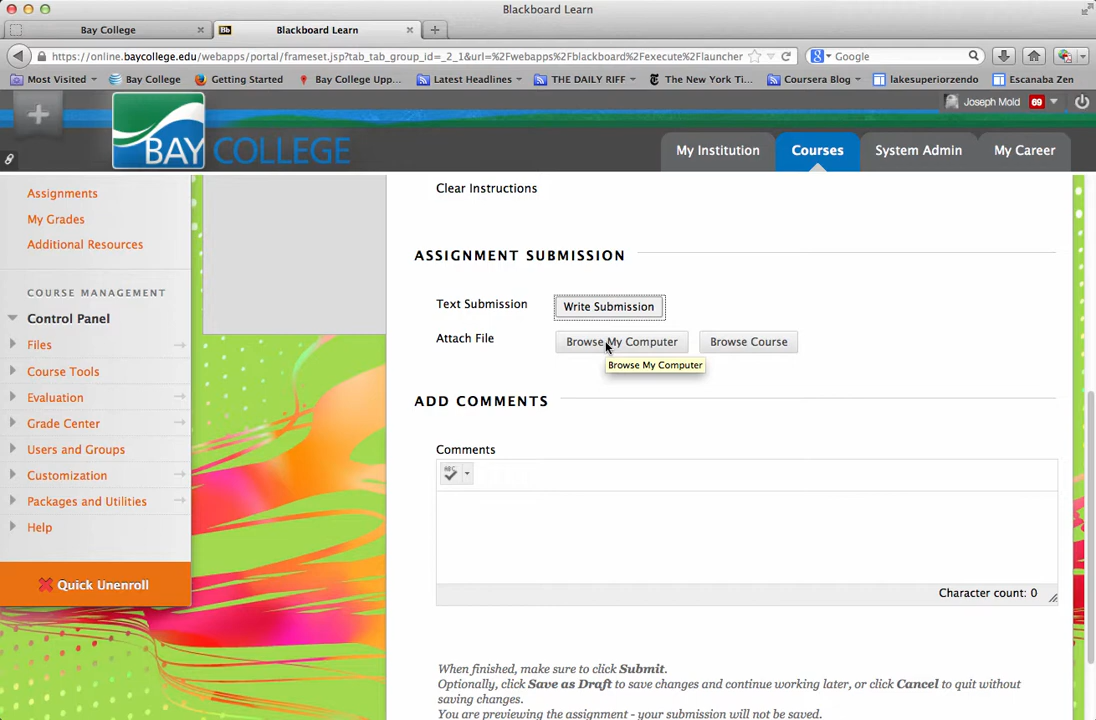 Blackboard Learn
Bay College
Blackboard Learn
https://online.baycollege.edu/webapps/portal/frameset.jsp?tab_tab_group_id=_2_1&url=%2Fwebapps%2Fblackboard%2Fexecute%2Flauncher
Google
Most Visited
Bay College
Getting Started
Bay College Upp...
Latest Headlines
THE DAILY RIFF
The New York Ti...
Coursera Blog
lakesuperiorzendo
Escanaba Zen
Joseph Mold 69
BAY COLLEGE
My Institution
Courses
System Admin
My Career
Assignments
My Grades
Additional Resources
COURSE MANAGEMENT
Control Panel
Files
Course Tools
Evaluation
Grade Center
Users and Groups
Customization
Packages and Utilities
Help
Quick Unenroll
Clear Instructions
ASSIGNMENT SUBMISSION
Text Submission
Write Submission
Attach File
Browse My Computer
Browse Course
Browse My Computer
ADD COMMENTS
Comments
ABC
Character count: 0
When finished, make sure to click Submit.
Optionally, click Save as Draft to save changes and continue working later, or click Cancel to quit without
saving changes.
You are previewing the assignment - your submission will not be saved.